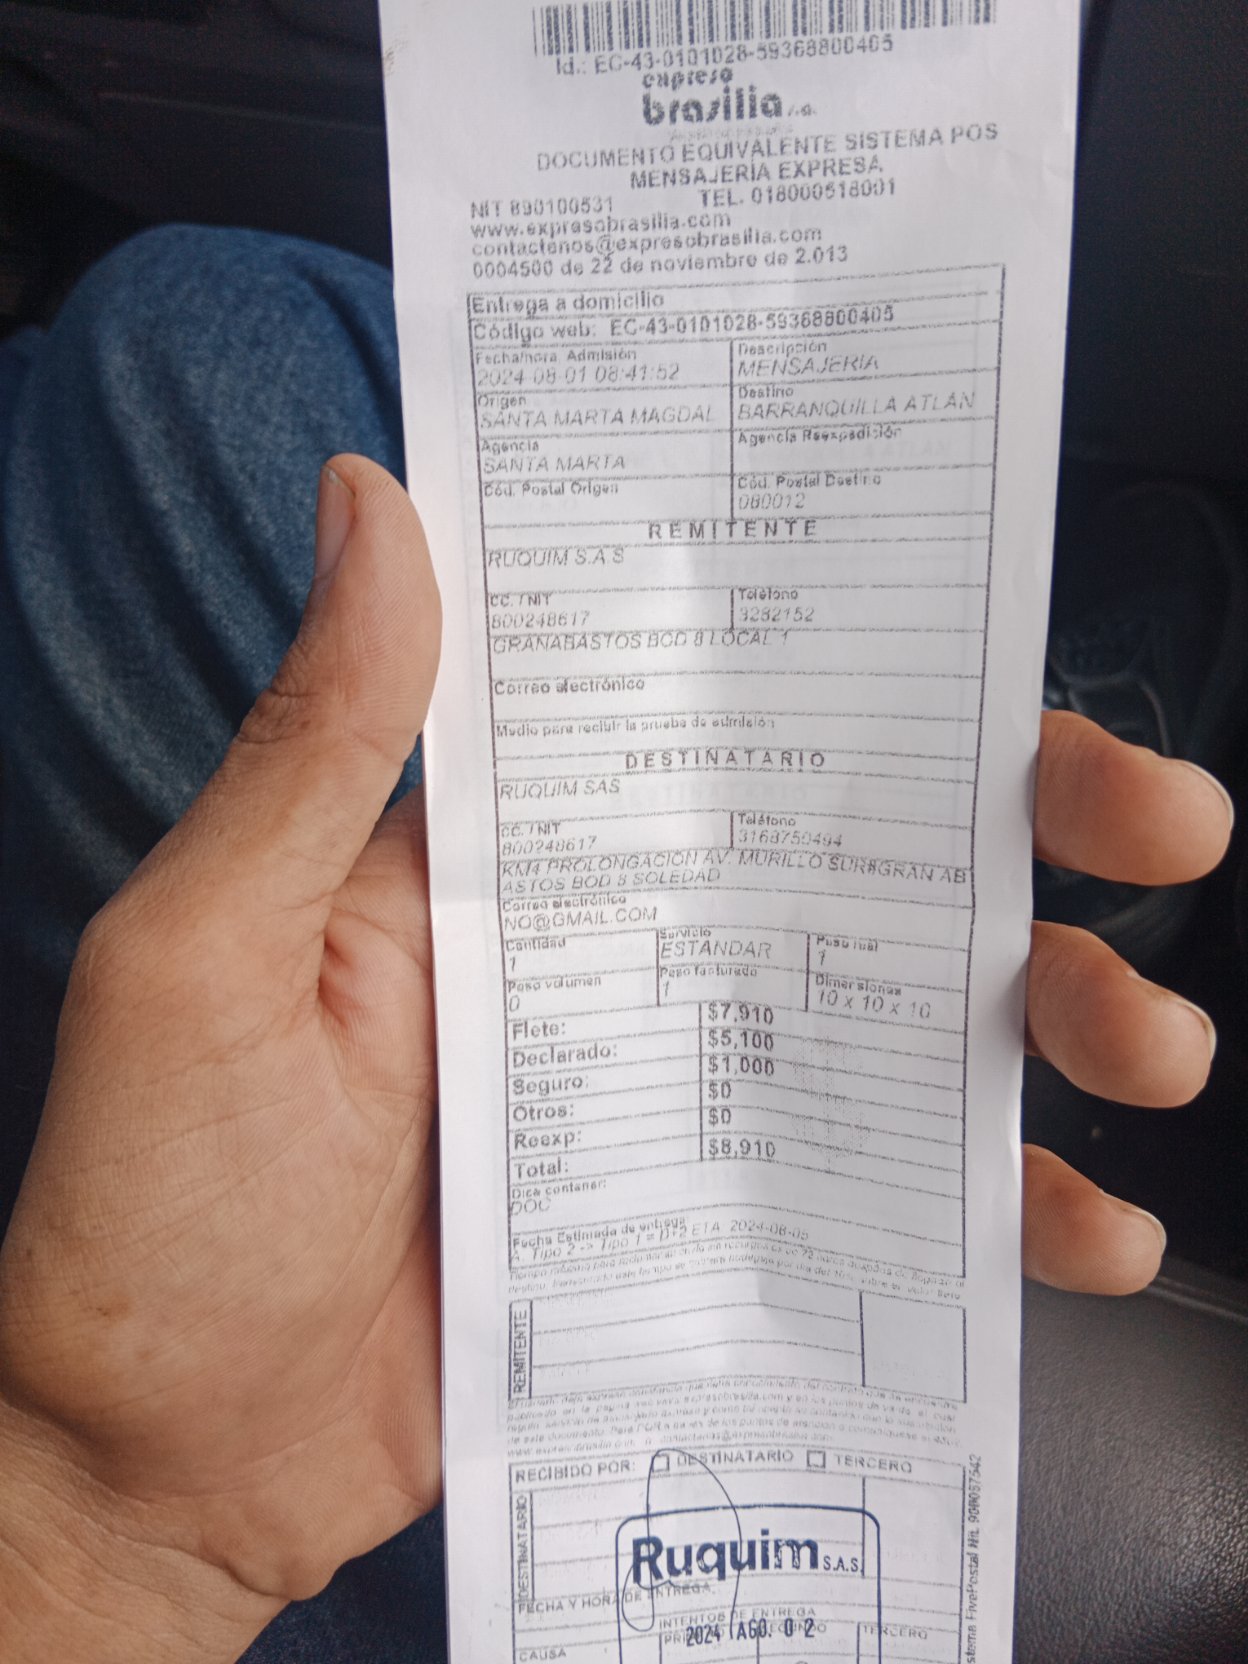 Id.: EC-43-0101028-59368800405
expreso
brasilia s.a.
DOCUMENTO EQUIVALENTE SISTEMA POS
MENSAJERÍA EXPRESA
NIT 890100531 TEL. 018000518001
www.expresobrasilia.com
contactenos@expresobrasilia.com
0004500 de 22 de noviembre de 2.013
Entrega a domicilio
Código web: EC-43-0101028-59368800405
Fecha/hora Admisión Descripción
2024-08-01 08:41:52 MENSAJERIA
Origen Destino
SANTA MARTA MAGDAL BARRANQUILLA ATLAN
Agencia Agencia Reexpedición
SANTA MARTA
Cód. Postal Origen Cód. Postal Destino
080012
REMITENTE
RUQUIM S.A.S
CC. / NIT Teléfono
800248617 3282152
GRANABASTOS BOD 8 LOCAL 1
Correo electrónico
Medio para recibir la prueba de admisión
DESTINATARIO
RUQUIM SAS
CC. / NIT Teléfono
800248617 3168750494
KM4 PROLONGACION AV. MURILLO SUR#GRAN AB
ASTOS BOD 8 SOLEDAD
Correo electrónico
NO@GMAIL.COM
Cantidad Servicio Peso real
1 ESTANDAR 1
Peso volumen Peso facturado Dimensiones
0 1 10 x 10 x 10
Flete: $7,910
Declarado: $5,100
Seguro: $1,000
Otros: $0
Reexp: $0
Total: $8,910
Dice contener:
DOC
Fecha Estimada de entrega
A. Tipo 2 -> Tipo 1 = D+2 ETA: 2024-08-05
REMITENTE
RECIBIDO POR: DESTINATARIO TERCERO
DESTINATARIO
Ruquim S.A.S.
FECHA Y HORA DE ENTREGA
INTENTOS DE ENTREGA
2024 AGO. 02
TERCERO
CAUSA